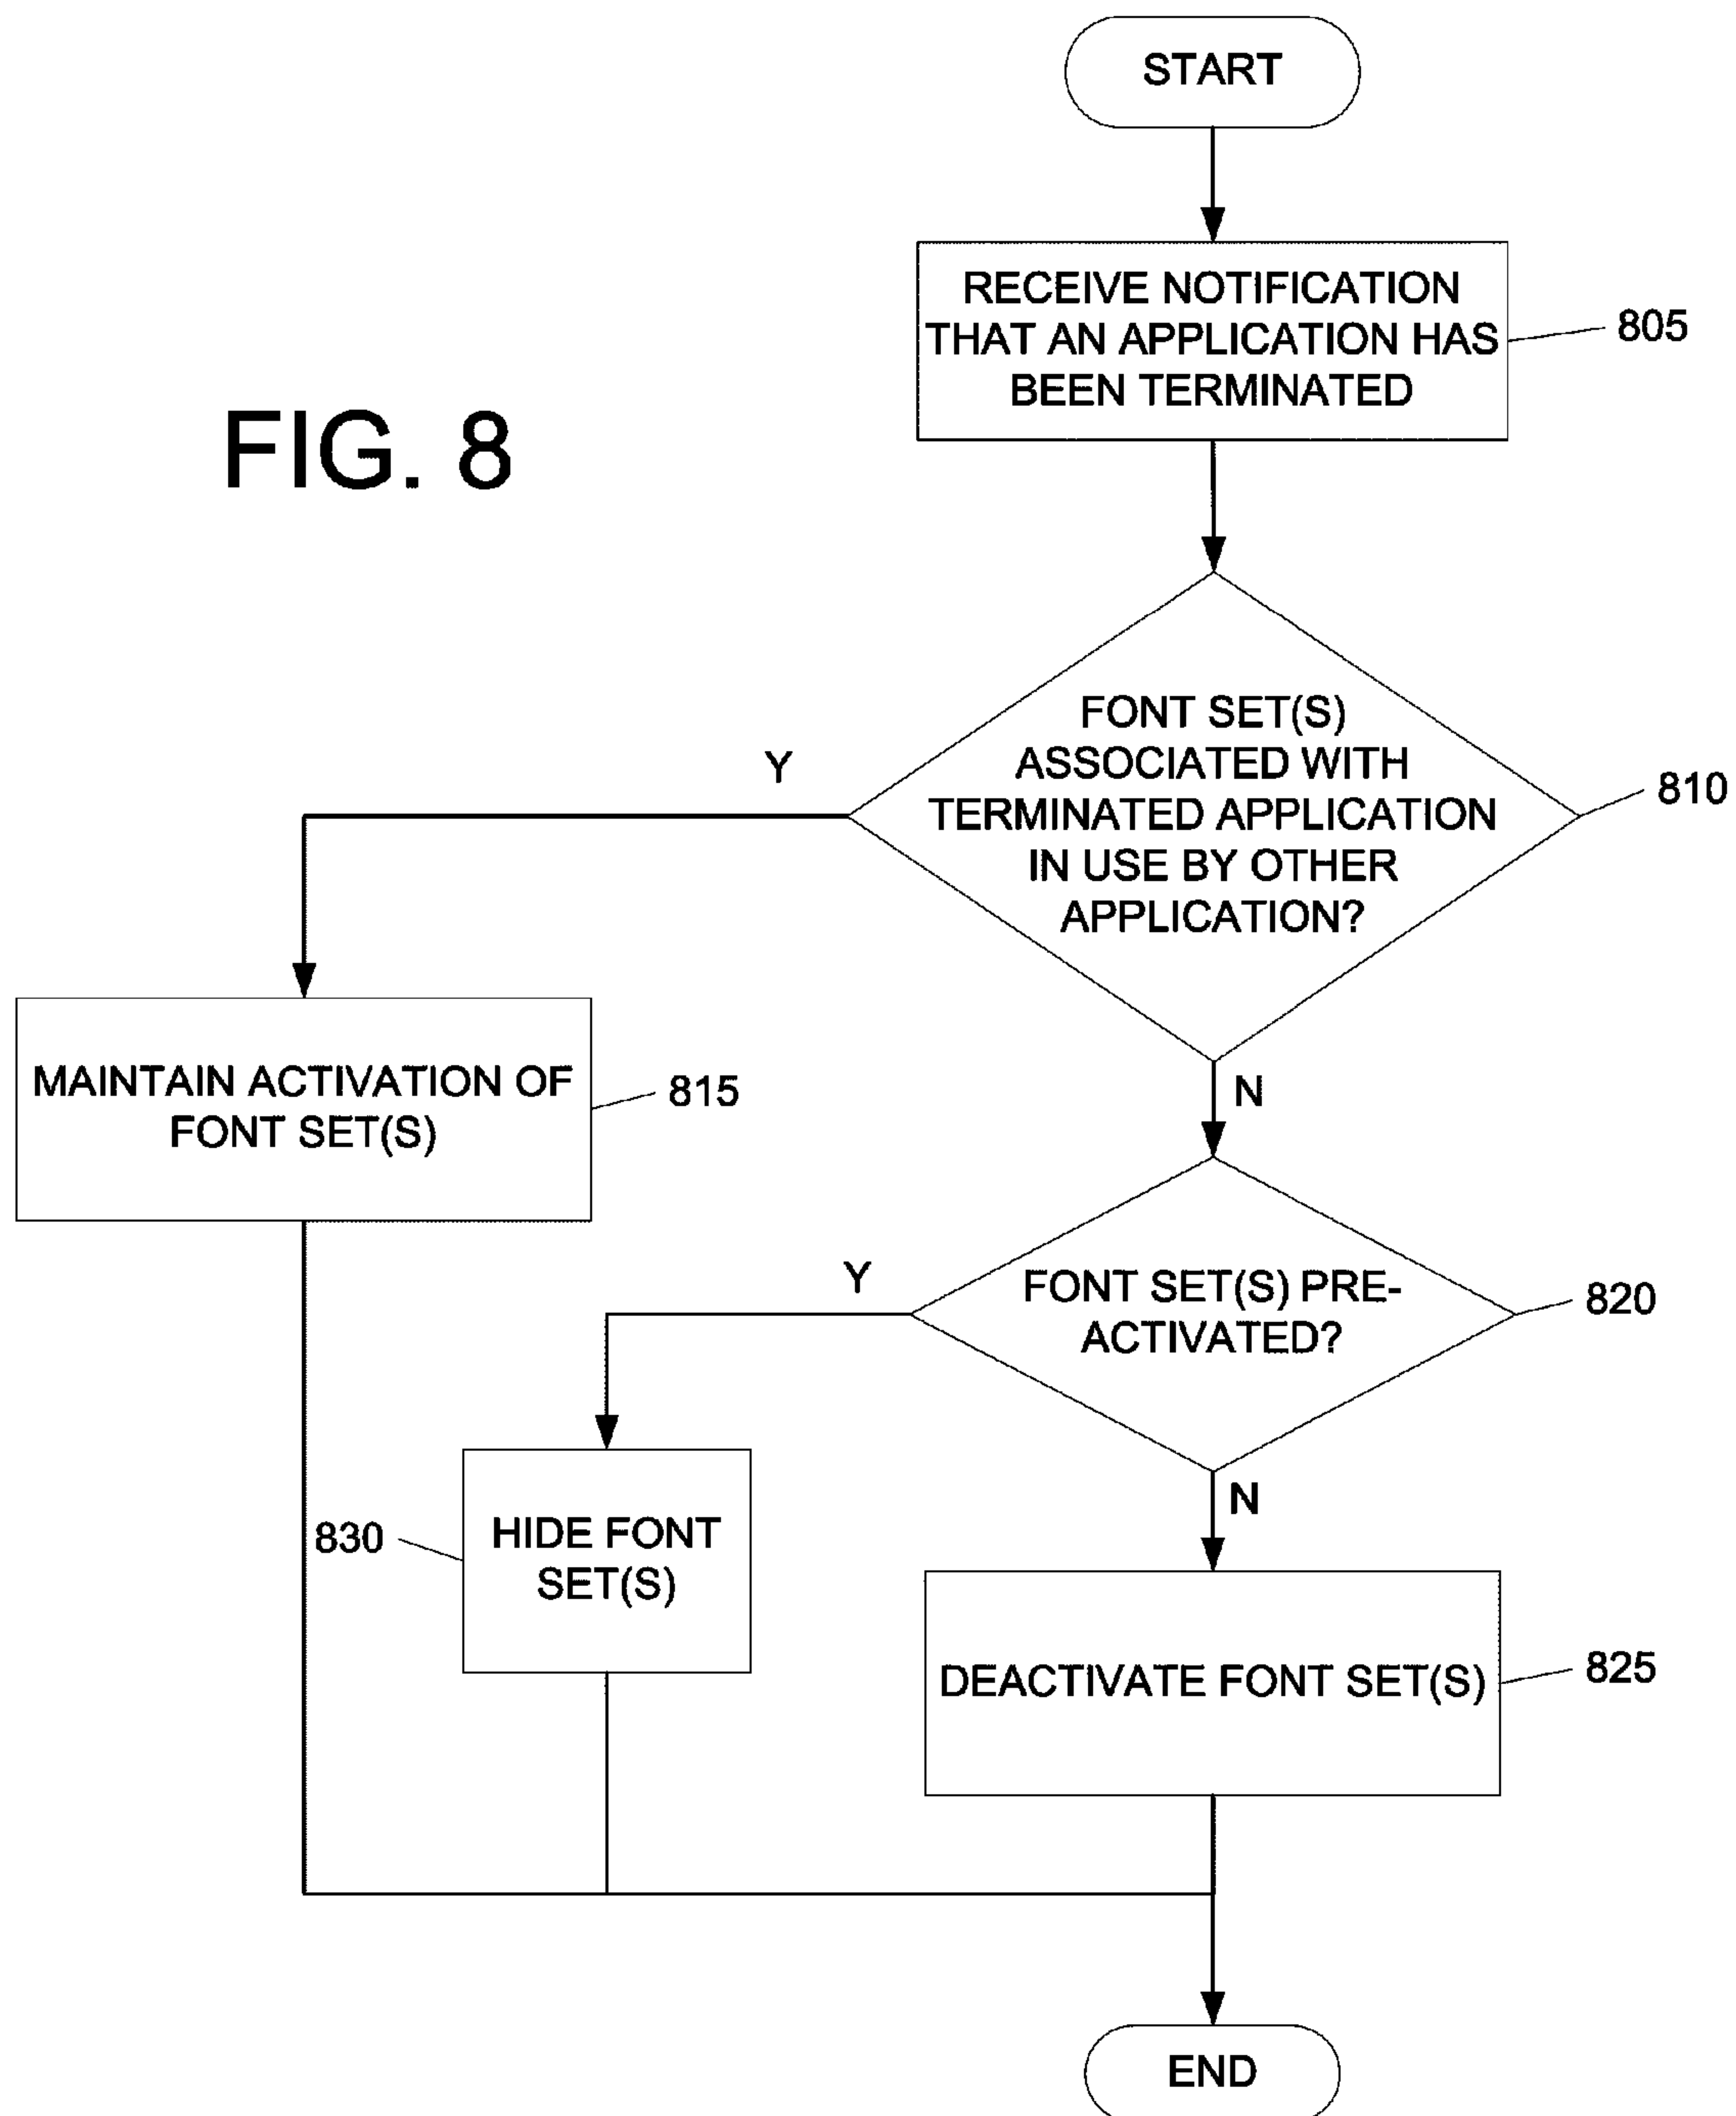 START
RECEIVE NOTIFICATION
THAT AN APPLICATION HAS
BEEN TERMINATED
805
FIG. 8
FONT SET(S)
ASSOCIATED WITH
TERMINATED APPLICATION
IN USE BY OTHER
APPLICATION?
810
Y
N
MAINTAIN ACTIVATION OF
FONT SET(S)
815
FONT SET(S) PRE-
ACTIVATED?
820
Y
N
HIDE FONT
SET(S)
830
DEACTIVATE FONT SET(S)
825
END